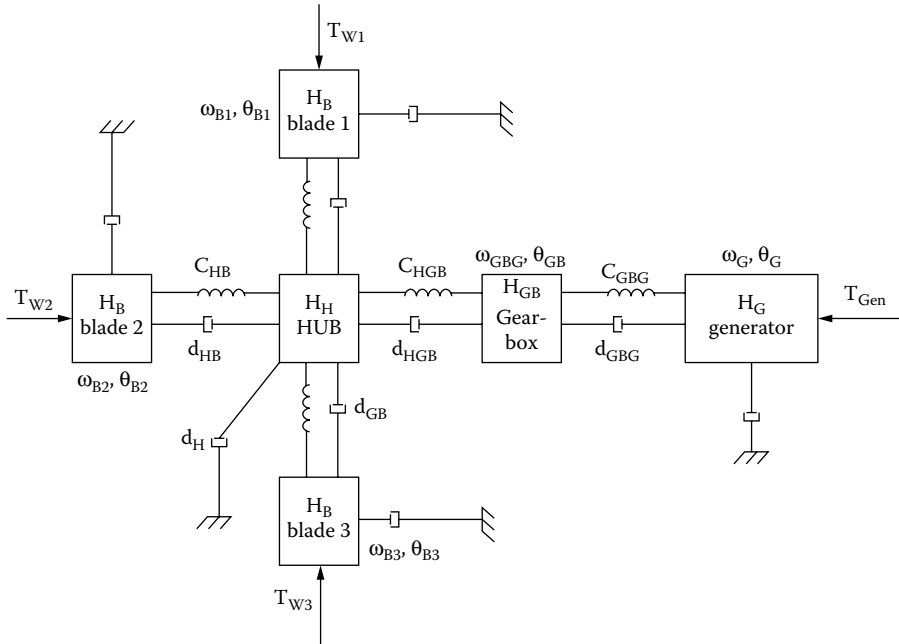 T_W1
H_B
blade 1
ω_B1, θ_B1
C_HB
C_HGB
ω_GBG, θ_GB
C_GBG
ω_G, θ_G
T_W2
H_B
blade 2
H_H
HUB
H_GB
Gear-
box
H_G
generator
T_Gen
d_HB
d_HGB
d_GBG
ω_B2, θ_B2
d_GB
d_H
H_B
blade 3
ω_B3, θ_B3
T_W3